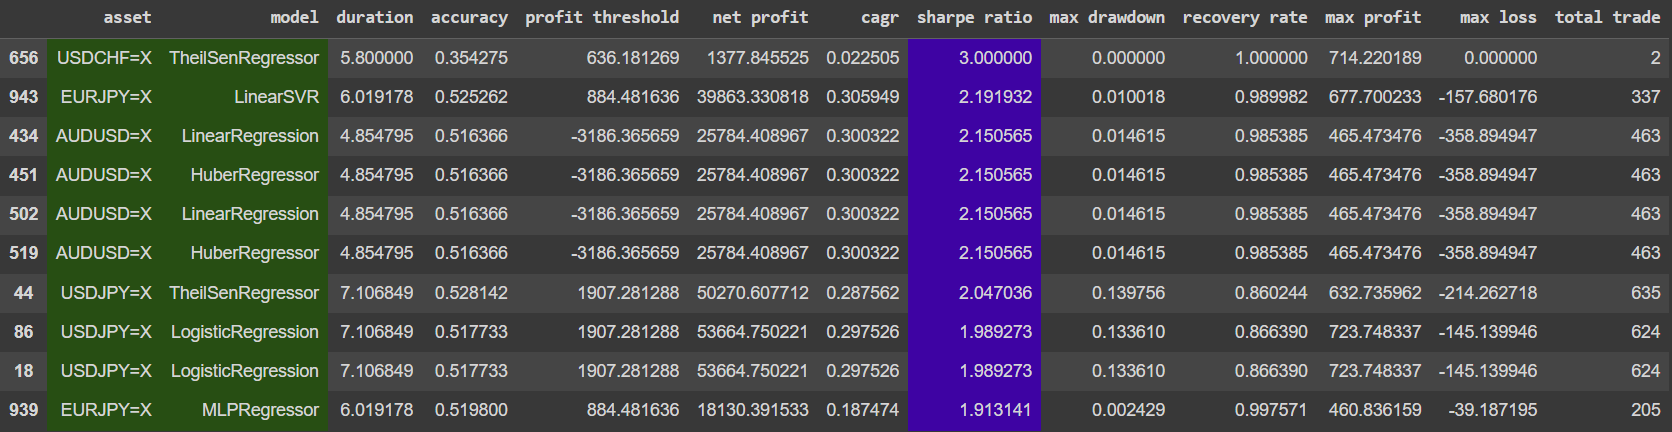 asset model duration accuracy profit threshold net profit cagr sharpe ratio max drawdown recovery rate max profit max loss total trade
656 USDCHF=X TheilSenRegressor 5.800000 0.354275 636.181269 1377.845525 0.022505 3.000000 0.000000 1.000000 714.220189 0.000000 2
943 EURJPY=X LinearSVR 6.019178 0.525262 884.481636 39863.330818 0.305949 2.191932 0.010018 0.989982 677.700233 -157.680176 337
434 AUDUSD=X LinearRegression 4.854795 0.516366 -3186.365659 25784.408967 0.300322 2.150565 0.014615 0.985385 465.473476 -358.894947 463
451 AUDUSD=X HuberRegressor 4.854795 0.516366 -3186.365659 25784.408967 0.300322 2.150565 0.014615 0.985385 465.473476 -358.894947 463
502 AUDUSD=X LinearRegression 4.854795 0.516366 -3186.365659 25784.408967 0.300322 2.150565 0.014615 0.985385 465.473476 -358.894947 463
519 AUDUSD=X HuberRegressor 4.854795 0.516366 -3186.365659 25784.408967 0.300322 2.150565 0.014615 0.985385 465.473476 -358.894947 463
44 USDJPY=X TheilSenRegressor 7.106849 0.528142 1907.281288 50270.607712 0.287562 2.047036 0.139756 0.860244 632.735962 -214.262718 635
86 USDJPY=X LogisticRegression 7.106849 0.517733 1907.281288 53664.750221 0.297526 1.989273 0.133610 0.866390 723.748337 -145.139946 624
18 USDJPY=X LogisticRegression 7.106849 0.517733 1907.281288 53664.750221 0.297526 1.989273 0.133610 0.866390 723.748337 -145.139946 624
939 EURJPY=X MLPRegressor 6.019178 0.519800 884.481636 18130.391533 0.187474 1.913141 0.002429 0.997571 460.836159 -39.187195 205